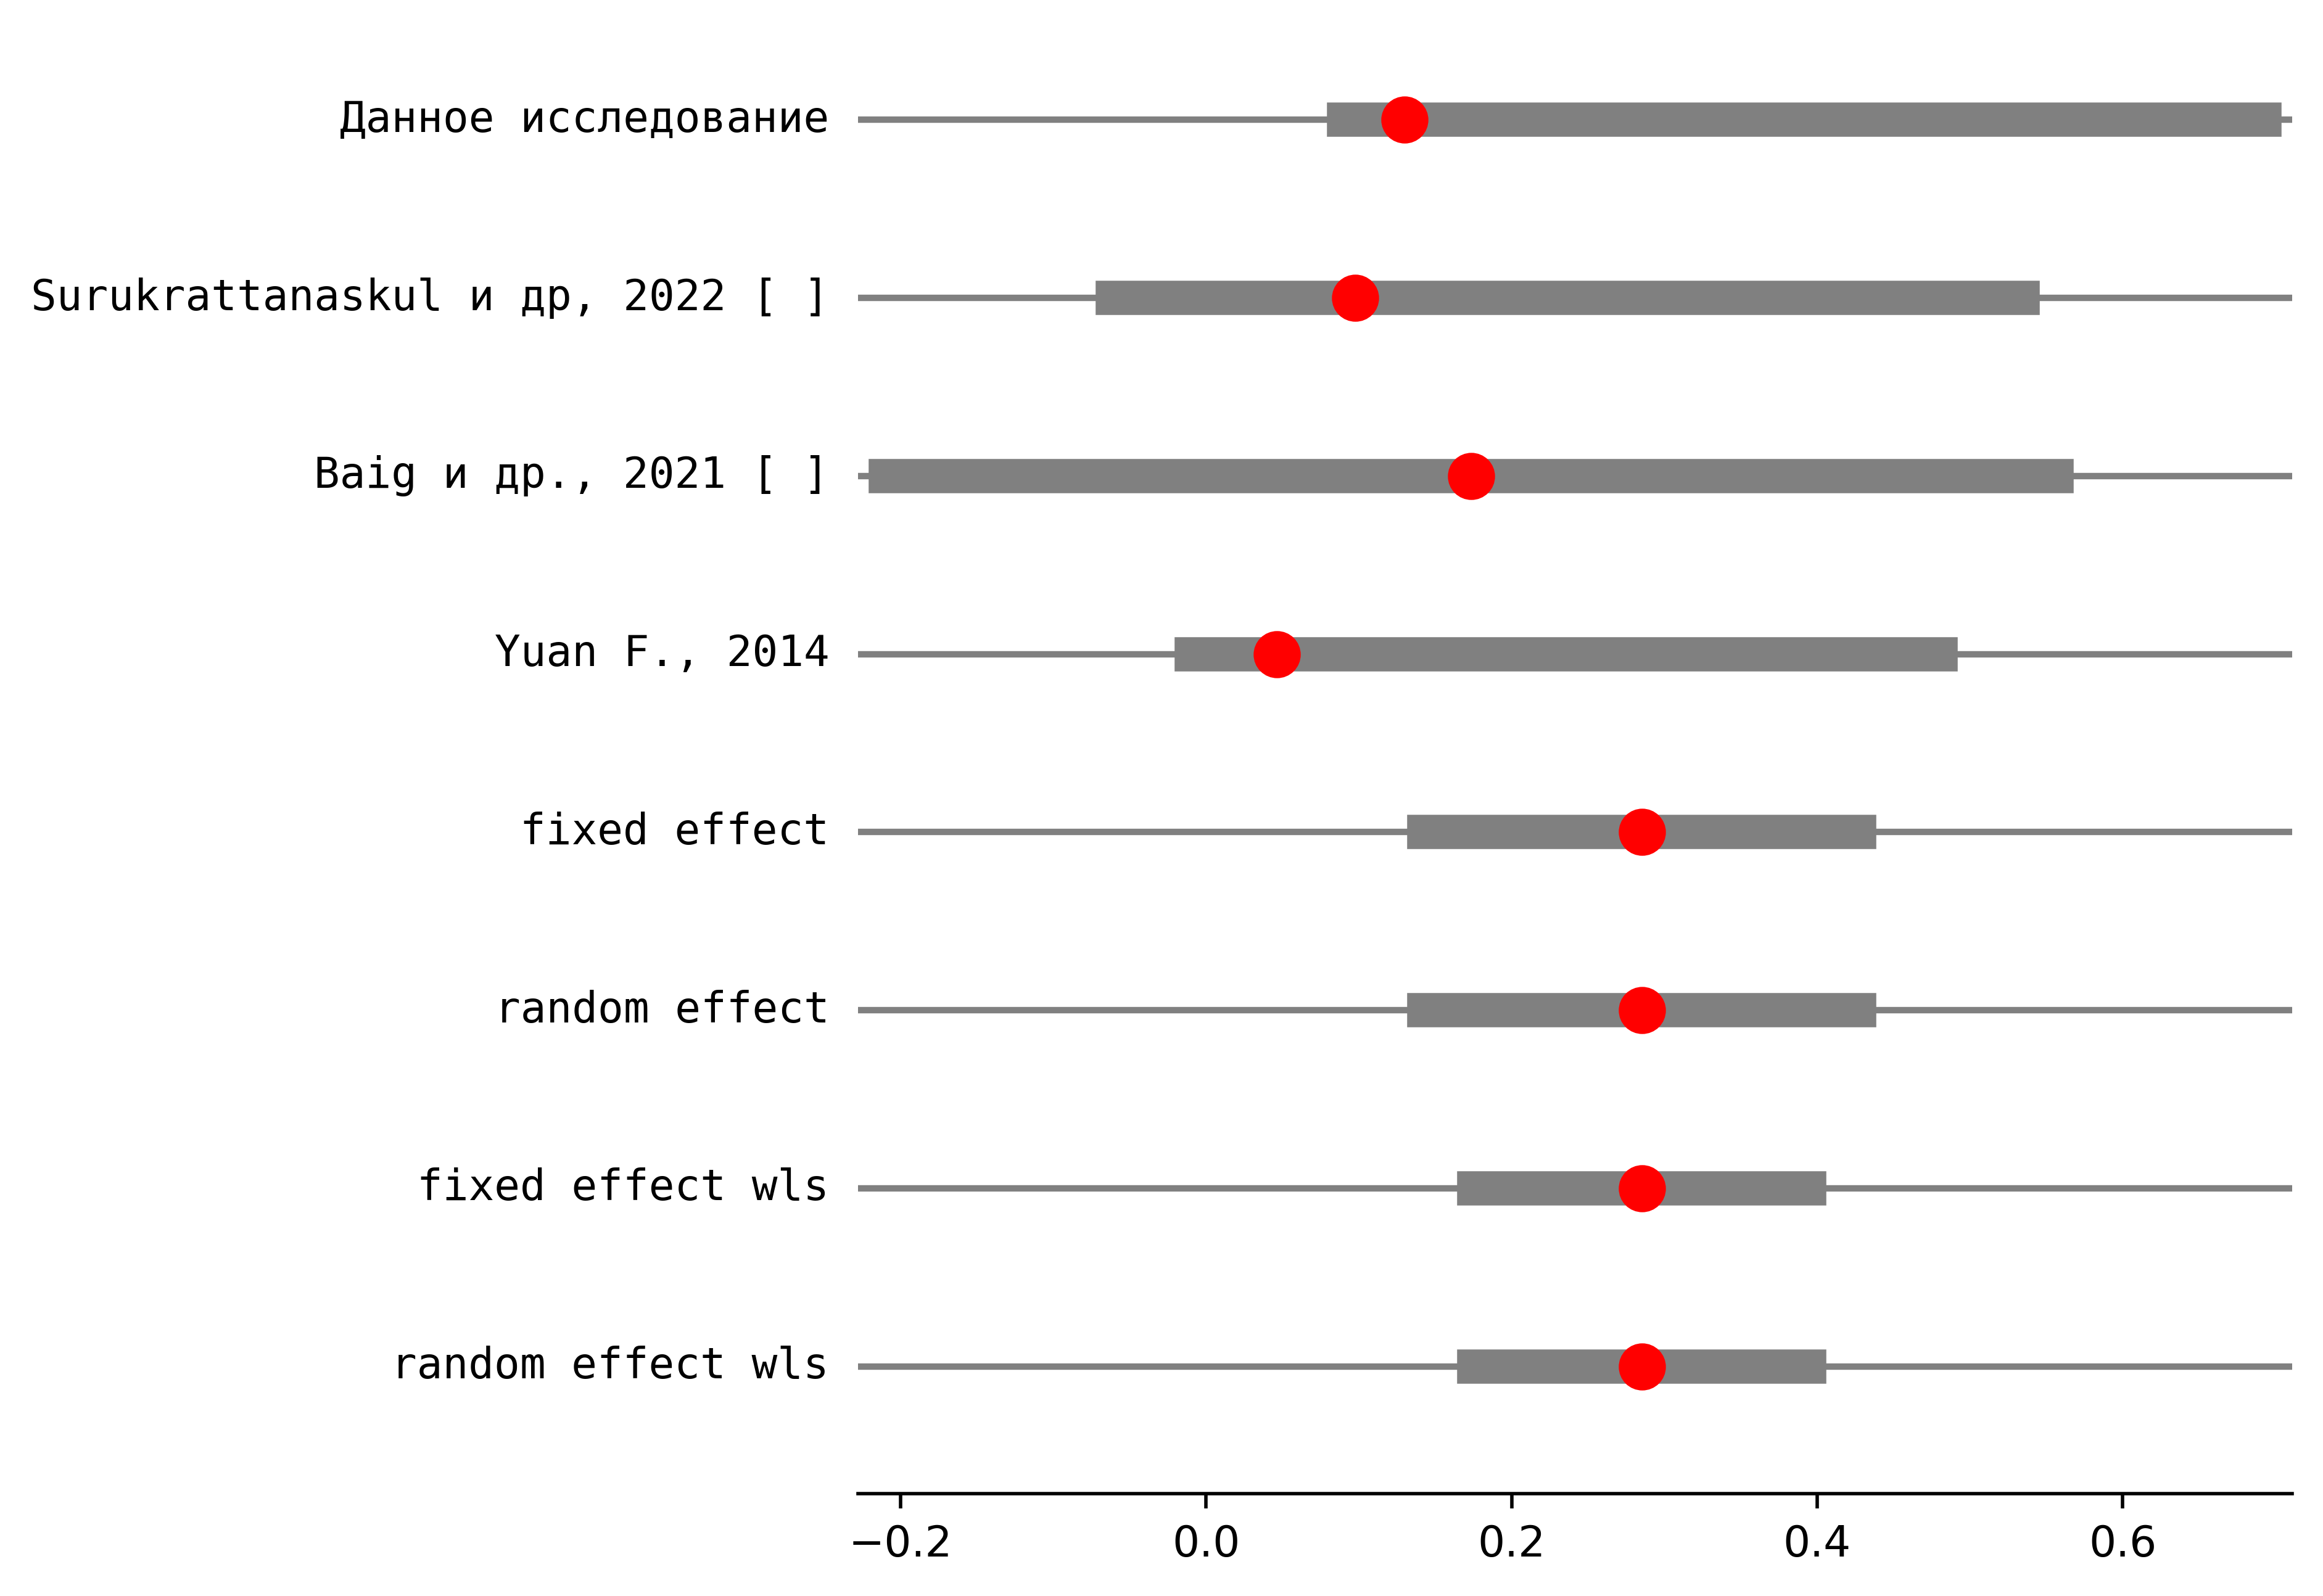 Данное исследование
Surukrattanaskul и др, 2022 [ ]
Baig и др., 2021 [ ]
Yuan F., 2014
fixed effect
random effect
fixed effect wls
random effect wls
−0.2 0.0 0.2 0.4 0.6